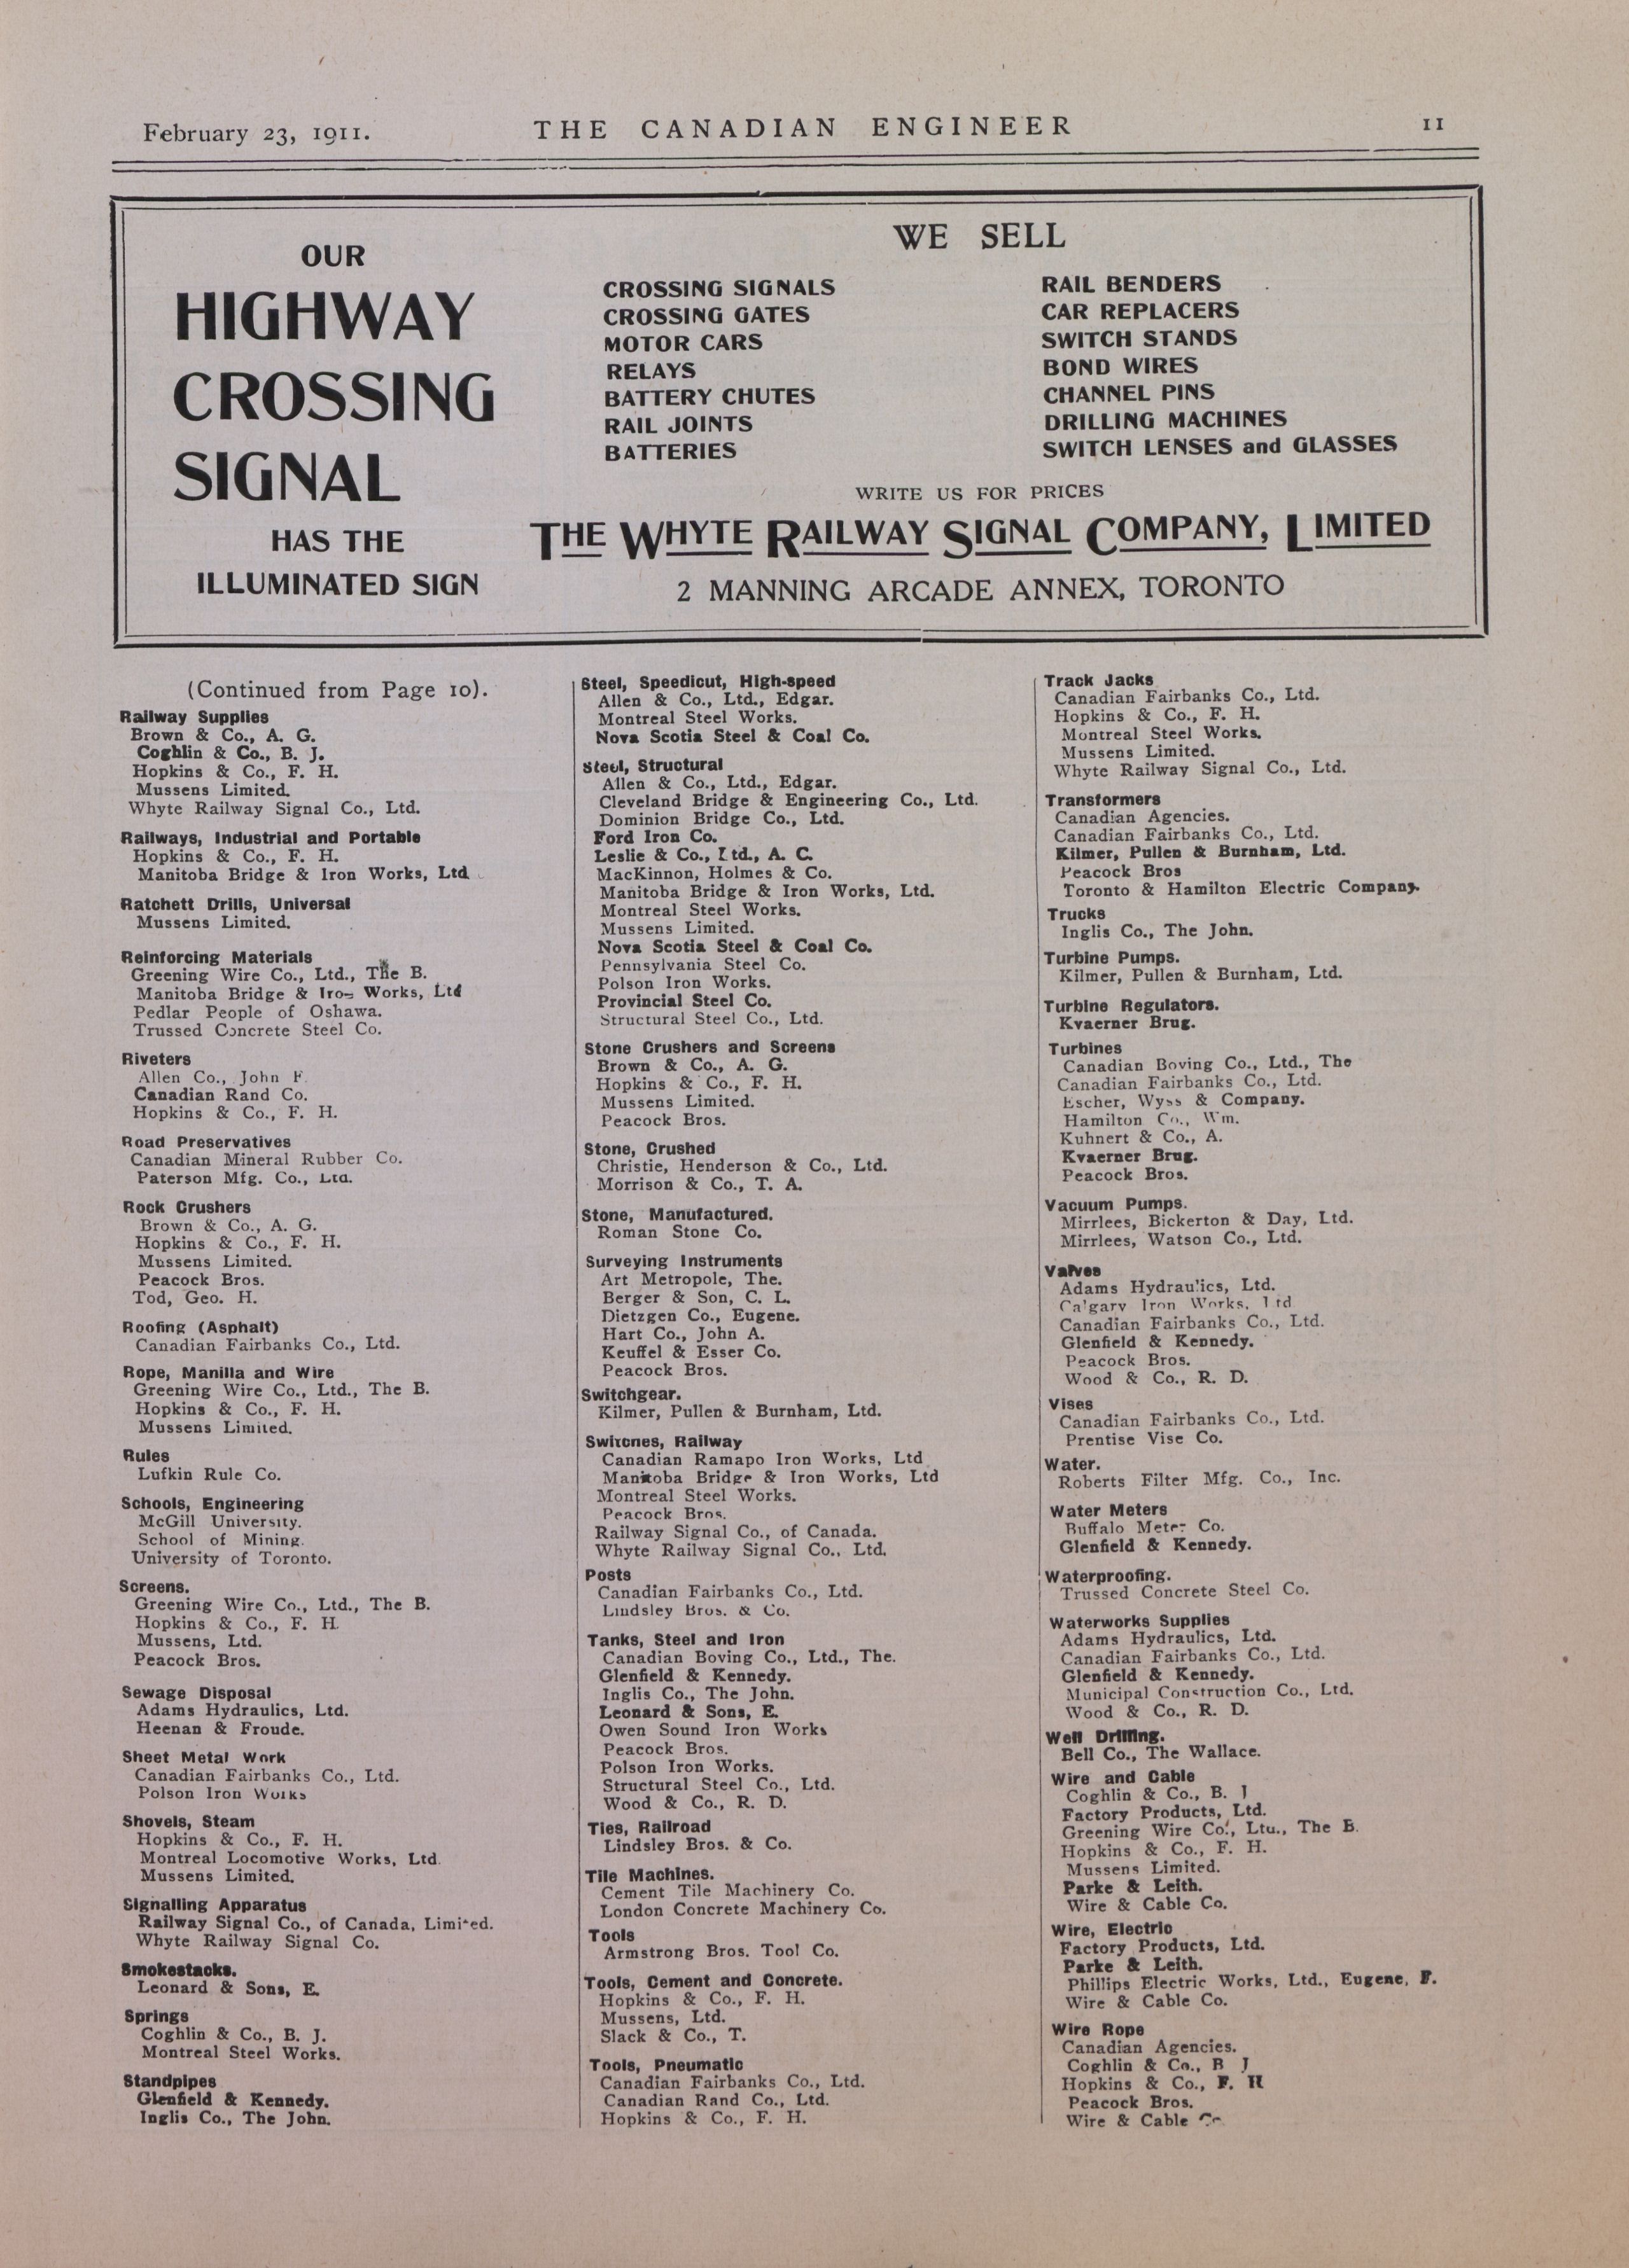 February 23, 1911.
THE CANADIAN ENGINEER
11
OUR
HIGHWAY
CROSSING
SIGNAL
HAS THE
ILLUMINATED SIGN
WE SELL
CROSSING SIGNALS
CROSSING GATES
MOTOR CARS
RELAYS
BATTERY CHUTES
RAIL JOINTS
BATTERIES
RAIL BENDERS
CAR REPLACERS
SWITCH STANDS
BOND WIRES
CHANNEL PINS
DRILLING MACHINES
SWITCH LENSES and GLASSES
WRITE US FOR PRICES
THE WHYTE RAILWAY SIGNAL COMPANY, LIMITED
2 MANNING ARCADE ANNEX, TORONTO
(Continued from Page 10).
Railway Supplies
Brown & Co., A. G.
Coghlin & Co., B. J.
Hopkins & Co., F. H.
Mussens Limited.
Whyte Railway Signal Co., Ltd.
Railways, Industrial and Portable
Hopkins & Co., F. H.
Manitoba Bridge & Iron Works, Ltd
Ratchett Drills, Universal
Mussens Limited.
Reinforcing Materials
Greening Wire Co., Ltd., The B.
Manitoba Bridge & Iron Works, Ltd
Pedlar People of Oshawa.
Trussed Concrete Steel Co.
Riveters
Allen Co., John F.
Canadian Rand Co.
Hopkins & Co., F. H.
Road Preservatives
Canadian Mineral Rubber Co.
Paterson Mfg. Co., Ltd.
Rock Crushers
Brown & Co., A. G.
Hopkins & Co., F. H.
Mussens Limited.
Peacock Bros.
Tod, Geo. H.
Roofing (Asphalt)
Canadian Fairbanks Co., Ltd.
Rope, Manilla and Wire
Greening Wire Co., Ltd., The B.
Hopkins & Co., F. H.
Mussens Limited.
Rules
Lufkin Rule Co.
Schools, Engineering
McGill University.
School of Mining.
University of Toronto.
Screens.
Greening Wire Co., Ltd., The B.
Hopkins & Co., F. H.
Mussens, Ltd.
Peacock Bros.
Sewage Disposal
Adams Hydraulics, Ltd.
Heenan & Froude.
Sheet Metal Work
Canadian Fairbanks Co., Ltd.
Polson Iron Works
Shovels, Steam
Hopkins & Co., F. H.
Montreal Locomotive Works, Ltd.
Mussens Limited.
Signalling Apparatus
Railway Signal Co., of Canada, Limited.
Whyte Railway Signal Co.
Smokestacks.
Leonard & Sons, E.
Springs
Coghlin & Co., B. J.
Montreal Steel Works.
Standpipes
Glenfield & Kennedy.
Inglis Co., The John.
Steel, Speedicut, High-speed
Allen & Co., Ltd., Edgar.
Montreal Steel Works.
Nova Scotia Steel & Coal Co.
Steel, Structural
Allen & Co., Ltd., Edgar.
Cleveland Bridge & Engineering Co., Ltd.
Dominion Bridge Co., Ltd.
Ford Iron Co.
Leslie & Co., Ltd., A. C.
MacKinnon, Holmes & Co.
Manitoba Bridge & Iron Works, Ltd.
Montreal Steel Works.
Mussens Limited.
Nova Scotia Steel & Coal Co.
Pennsylvania Steel Co.
Polson Iron Works.
Provincial Steel Co.
Structural Steel Co., Ltd.
Stone Crushers and Screens
Brown & Co., A. G.
Hopkins & Co., F. H.
Mussens Limited.
Peacock Bros.
Stone, Crushed
Christie, Henderson & Co., Ltd.
Morrison & Co., T. A.
Stone, Manufactured.
Roman Stone Co.
Surveying Instruments
Art Metropole, The.
Berger & Son, C. L.
Dietzgen Co., Eugene.
Hart Co., John A.
Keuffel & Esser Co.
Peacock Bros.
Switchgear.
Kilmer, Pullen & Burnham, Ltd.
Switches, Railway
Canadian Ramapo Iron Works, Ltd
Manitoba Bridge & Iron Works, Ltd
Montreal Steel Works.
Peacock Bros.
Railway Signal Co., of Canada.
Whyte Railway Signal Co., Ltd.
Posts
Canadian Fairbanks Co., Ltd.
Lindsley Bros. & Co.
Tanks, Steel and Iron
Canadian Boving Co., Ltd., The.
Glenfield & Kennedy.
Inglis Co., The John.
Leonard & Sons, E.
Owen Sound Iron Works
Peacock Bros.
Polson Iron Works.
Structural Steel Co., Ltd.
Wood & Co., R. D.
Ties, Railroad
Lindsley Bros. & Co.
Tile Machines.
Cement Tile Machinery Co.
London Concrete Machinery Co.
Tools
Armstrong Bros. Tool Co.
Tools, Cement and Concrete.
Hopkins & Co., F. H.
Mussens, Ltd.
Slack & Co., T.
Tools, Pneumatic
Canadian Fairbanks Co., Ltd.
Canadian Rand Co., Ltd.
Hopkins & Co., F. H.
Track Jacks
Canadian Fairbanks Co., Ltd.
Hopkins & Co., F. H.
Montreal Steel Works.
Mussens Limited.
Whyte Railway Signal Co., Ltd.
Transformers
Canadian Agencies.
Canadian Fairbanks Co., Ltd.
Kilmer, Pullen & Burnham, Ltd.
Peacock Bros
Toronto & Hamilton Electric Company.
Trucks
Inglis Co., The John.
Turbine Pumps.
Kilmer, Pullen & Burnham, Ltd.
Turbine Regulators.
Kvaerner Brug.
Turbines
Canadian Boving Co., Ltd., The
Canadian Fairbanks Co., Ltd.
Escher, Wyss & Company.
Hamilton Co., Wm.
Kuhnert & Co., A.
Kvaerner Brug.
Peacock Bros.
Vacuum Pumps.
Mirrlees, Bickerton & Day, Ltd.
Mirrlees, Watson Co., Ltd.
Valves
Adams Hydraulics, Ltd.
Calgary Iron Works, Ltd
Canadian Fairbanks Co., Ltd.
Glenfield & Kennedy.
Peacock Bros.
Wood & Co., R. D.
Vises
Canadian Fairbanks Co., Ltd.
Prentise Vise Co.
Water.
Roberts Filter Mfg. Co., Inc.
Water Meters
Buffalo Meter Co.
Glenfield & Kennedy.
Waterproofing.
Trussed Concrete Steel Co.
Waterworks Supplies
Adams Hydraulics, Ltd.
Canadian Fairbanks Co., Ltd.
Glenfield & Kennedy.
Municipal Construction Co., Ltd.
Wood & Co., R. D.
Well Drilling.
Bell Co., The Wallace.
Wire and Cable
Coghlin & Co., B. J
Factory Products, Ltd.
Greening Wire Co., Ltd., The B.
Hopkins & Co., F. H.
Mussens Limited.
Parke & Leith.
Wire & Cable Co.
Wire, Electric
Factory Products, Ltd.
Parke & Leith.
Phillips Electric Works, Ltd., Eugene, F.
Wire & Cable Co.
Wire Rope
Canadian Agencies.
Coghlin & Co., B J
Hopkins & Co., F. H
Peacock Bros.
Wire & Cable Co.